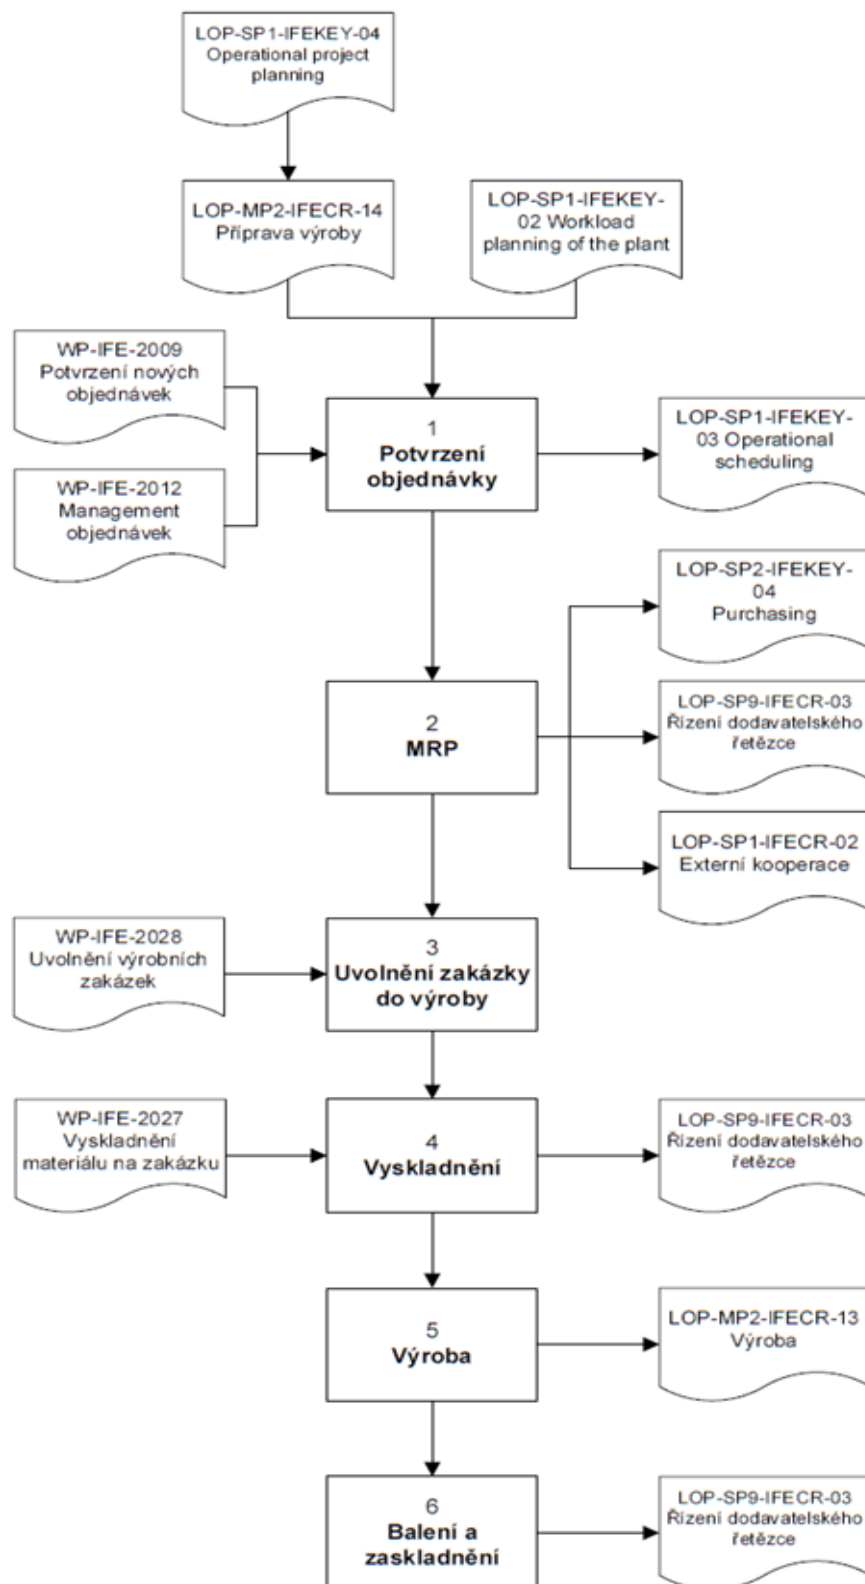 LOP-SP1-IFEKEY-04
Operational project
planning
LOP-MP2-IFECR-14
Příprava výroby
LOP-SP1-IFEKEY-
02 Workload
planning of the plant
WP-IFE-2009
Potvrzení nových
objednávek
WP-IFE-2012
Management
objednávek
1
Potvrzení
objednávky
LOP-SP1-IFEKEY-
03 Operational
scheduling
LOP-SP2-IFEKEY-
04
Purchasing
2
MRP
LOP-SP9-IFECR-03
Řízení dodavatelského
řetězce
LOP-SP1-IFECR-02
Externí kooperace
WP-IFE-2028
Uvolnění výrobních
zakázek
3
Uvolnění zakázky
do výroby
WP-IFE-2027
Vyskladnění
materiálu na zakázku
4
Vyskladnění
LOP-SP9-IFECR-03
Řízení dodavatelského
řetězce
5
Výroba
LOP-MP2-IFECR-13
Výroba
6
Balení a
zaskladnění
LOP-SP9-IFECR-03
Řízení dodavatelského
řetězce